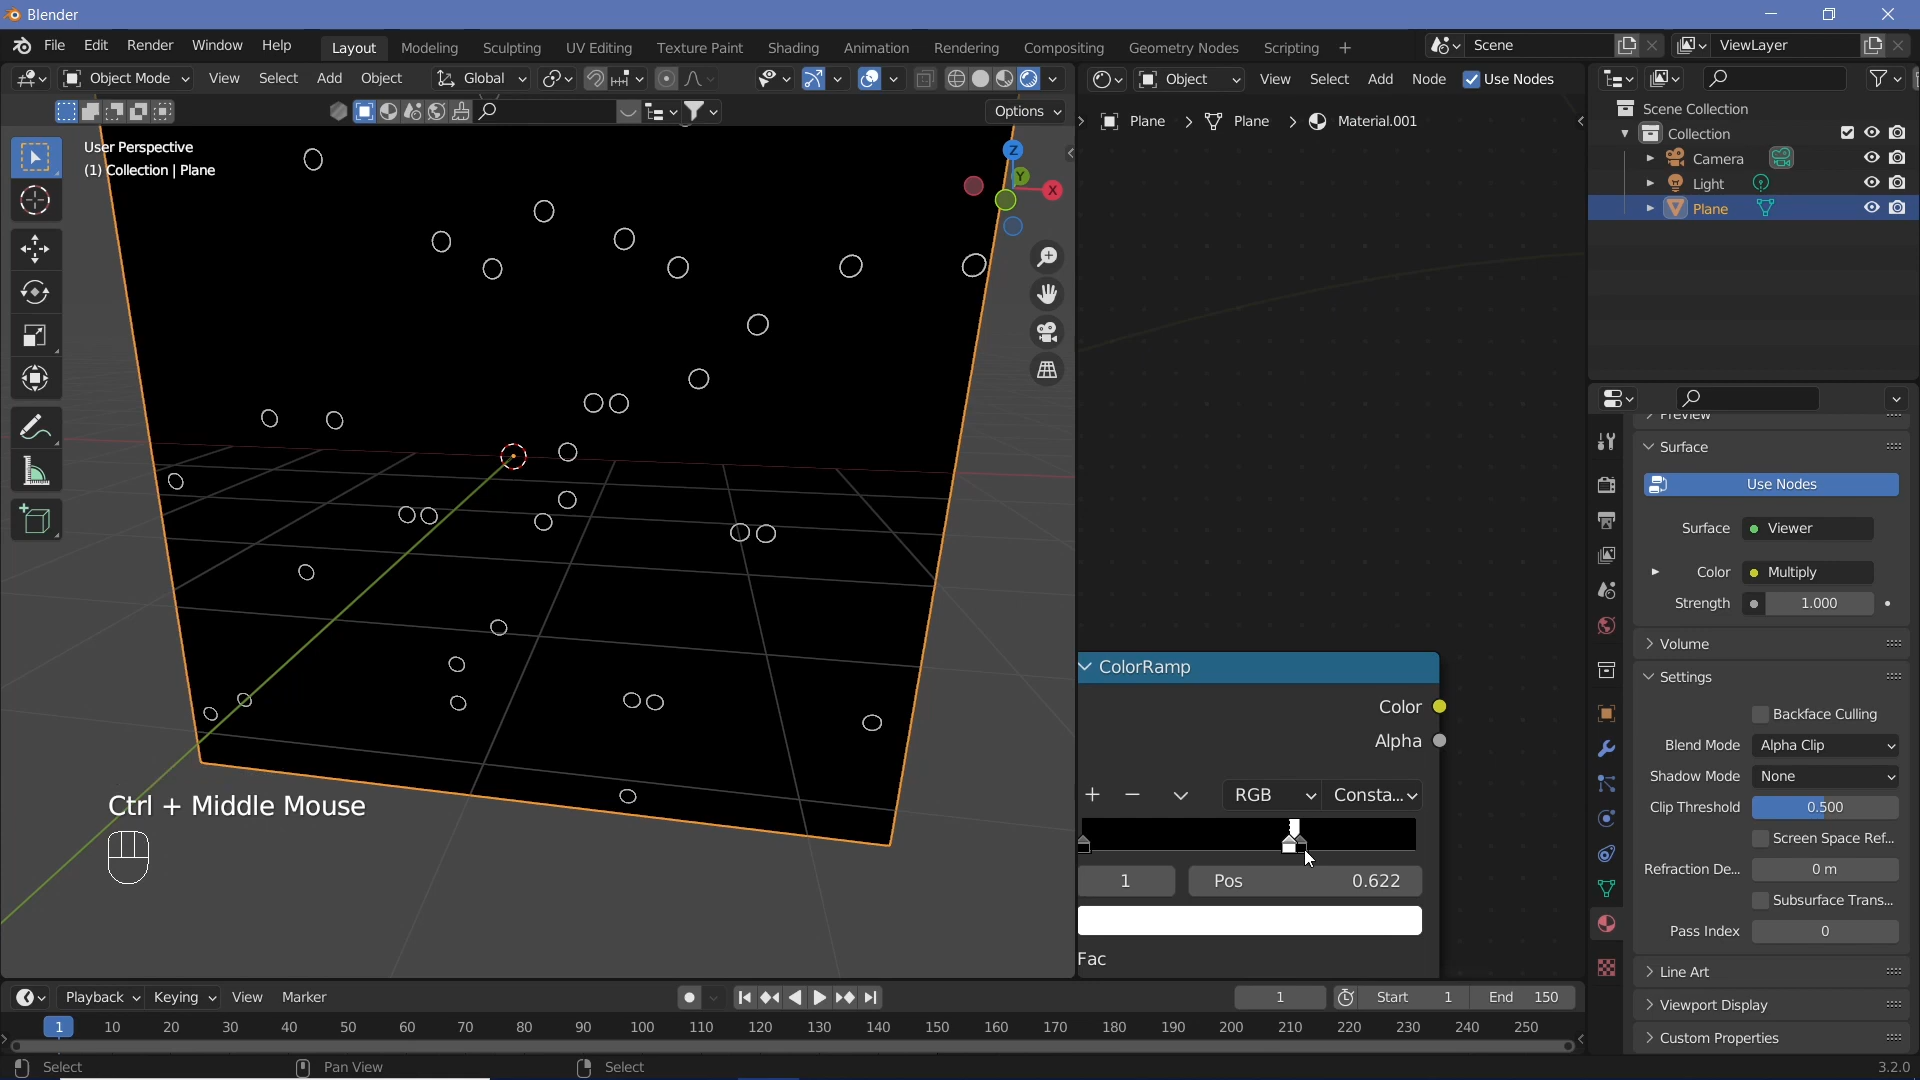 Blender
File Edit Render Window Help Layout Modeling Sculpting UV Editing Texture Paint Shading Animation Rendering Compositing Geometry Nodes Scripting + Scene ViewLayer
Object Mode View Select Add Object Global Object View Select Add Node Use Nodes
Options
User Perspective
(1) Collection | Plane
Z
Y
X
Plane > Plane > Material.001
Scene Collection
Collection
Camera
Light
Plane
Preview
Surface
Use Nodes
Surface Viewer
Color Multiply
Strength 1.000
Volume
Settings
Backface Culling
Blend Mode Alpha Clip
Shadow Mode None
Clip Threshold 0.500
Screen Space Ref...
Refraction De... 0 m
Subsurface Trans...
Pass Index 0
Line Art
Viewport Display
Custom Properties
ColorRamp
Color
Alpha
RGB Consta...
1 Pos 0.622
Fac
Ctrl + Middle Mouse
Playback Keying View Marker 1 Start 1 End 150
1 10 20 30 40 50 60 70 80 90 100 110 120 130 140 150 160 170 180 190 200 210 220 230 240 250
Select Pan View Select 3.2.0